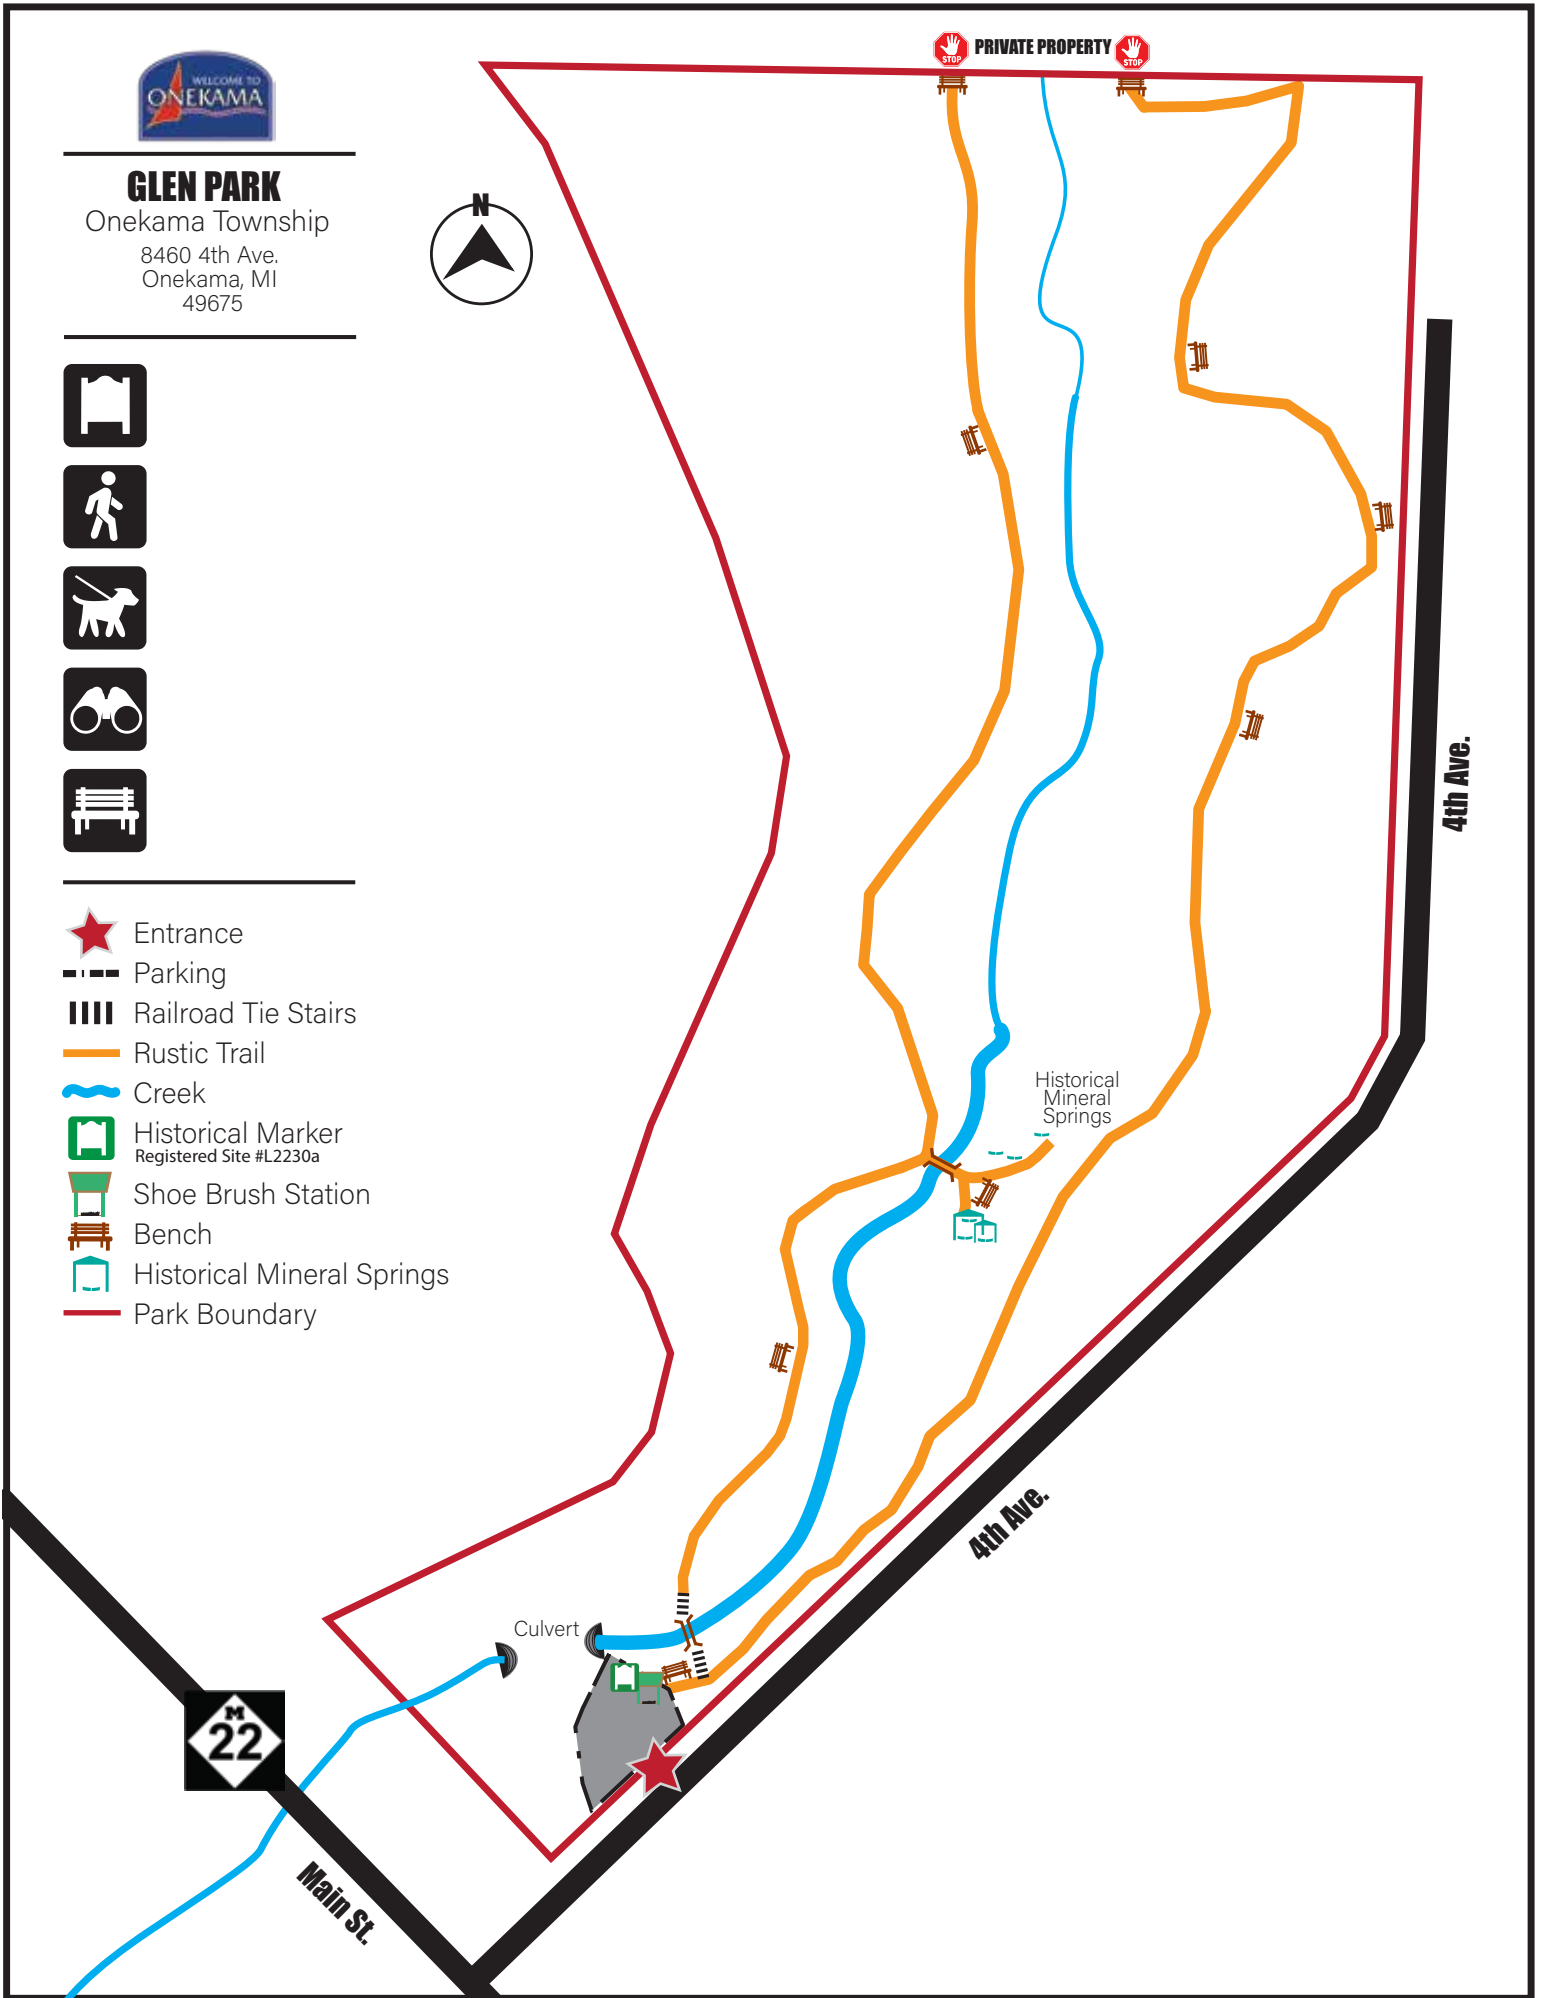 WELCOME TO
ONEKAMA
GLEN PARK
Onekama Township
8460 4th Ave.
Onekama, MI
49675
N
STOP
PRIVATE PROPERTY
STOP
Entrance
Parking
Railroad Tie Stairs
Rustic Trail
Creek
Historical Marker
Registered Site #L2230a
Shoe Brush Station
Bench
Historical Mineral Springs
Park Boundary
4th Ave.
Historical
Mineral
Springs
4th Ave.
Culvert
M
22
Main St.